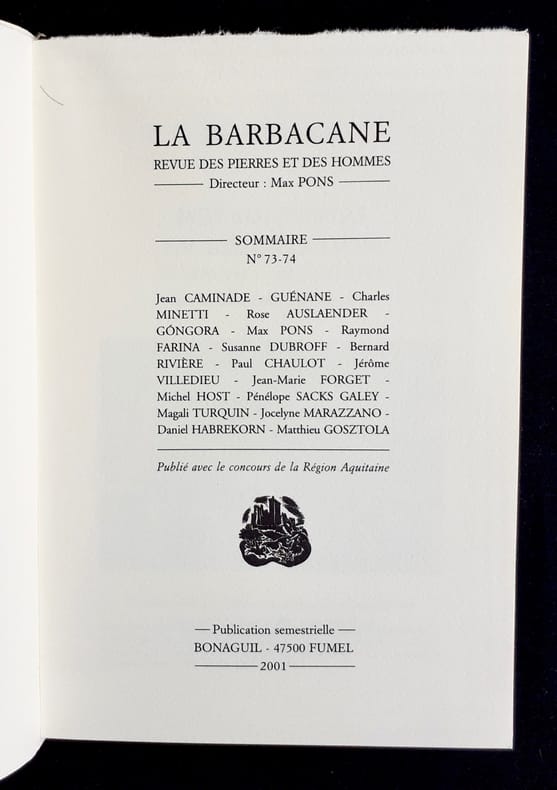 LA BARBACANE
REVUE DES PIERRES ET DES HOMMES
Directeur : Max PONS
SOMMAIRE
N° 73-74
Jean CAMINADE - GUÉNANE - Charles
MINETTI - Rose AUSLAENDER -
GÓNGORA - Max PONS - Raymond
FARINA - Susanne DUBROFF - Bernard
RIVIÈRE - Paul CHAULOT - Jérôme
VILLEDIEU - Jean-Marie FORGET -
Michel HOST - Pénélope SACKS GALEY -
Magali TURQUIN - Jocelyne MARAZZANO -
Daniel HABREKORN - Matthieu GOSZTOLA
Publié avec le concours de la Région Aquitaine
Publication semestrielle
BONAGUIL - 47500 FUMEL
2001